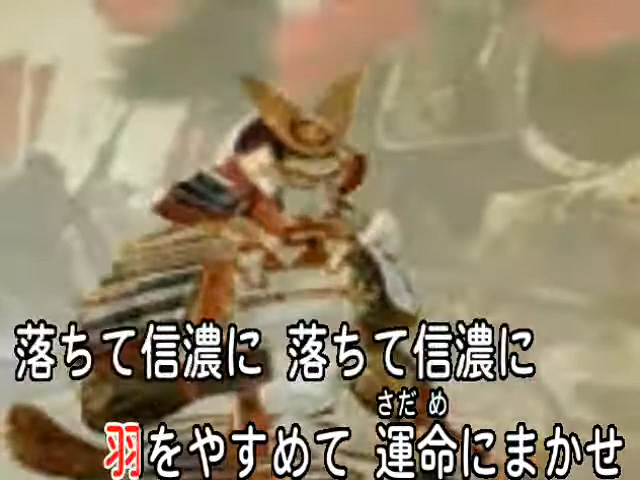 落ちて信濃に 落ちて信濃に
さだめ
羽をやすめて 運命にまかせ